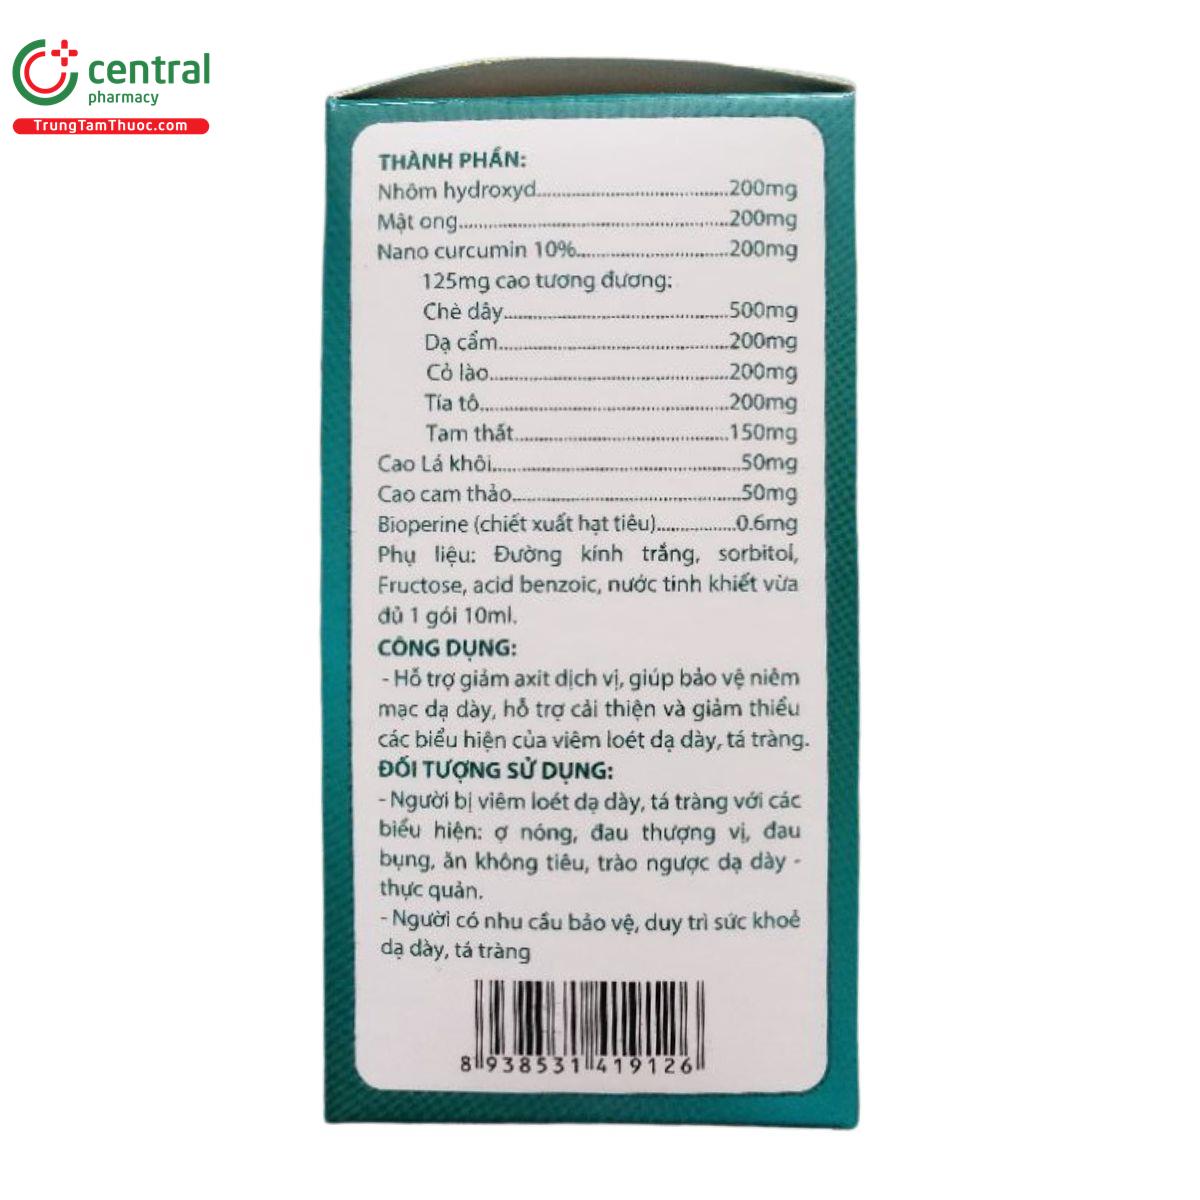 central
pharmacy
TrungTamThuoc.com
THÀNH PHẦN:
Nhôm hydroxyd..............................200mg
Mật ong..............................200mg
Nano curcumin 10%..............................200mg
125mg cao tương đương:
Chè dây..............................500mg
Dạ cẩm..............................200mg
Cỏ lào..............................200mg
Tía tô..............................200mg
Tam thất..............................150mg
Cao Lá khôi..............................50mg
Cao cam thảo..............................50mg
Bioperine (chiết xuất hạt tiêu)................0.6mg
Phụ liệu: Đường kính trắng, sorbitol,
Fructose, acid benzoic, nước tinh khiết vừa
đủ 1 gói 10ml.
CÔNG DỤNG:
- Hỗ trợ giảm axit dịch vị, giúp bảo vệ niêm
mạc dạ dày, hỗ trợ cải thiện và giảm thiểu
các biểu hiện của viêm loét dạ dày, tá tràng.
ĐỐI TƯỢNG SỬ DỤNG:
- Người bị viêm loét dạ dày, tá tràng với các
biểu hiện: ợ nóng, đau thượng vị, đau
bụng, ăn không tiêu, trào ngược dạ dày -
thực quản.
- Người có nhu cầu bảo vệ, duy trì sức khoẻ
dạ dày, tá tràng
8 938531 419126